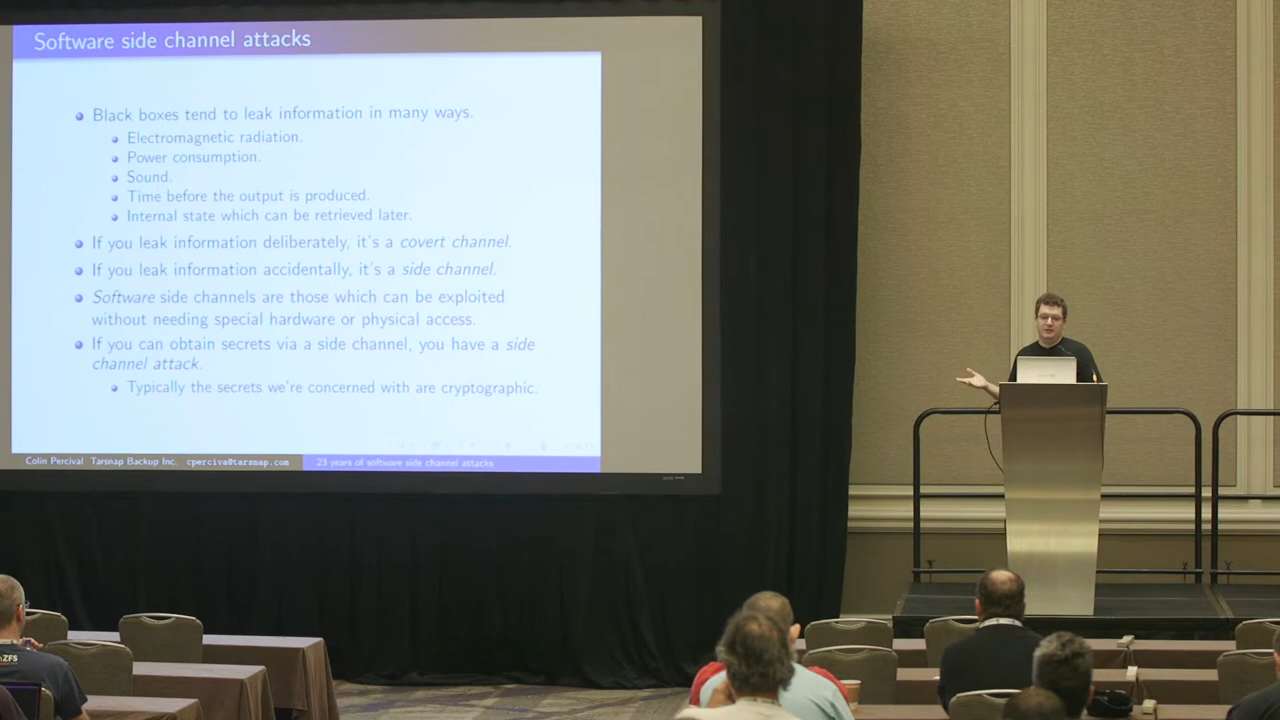 Software side channel attacks
Black boxes tend to leak information in many ways.
Electromagnetic radiation.
Power consumption.
Sound.
Time before the output is produced.
Internal state which can be retrieved later.
If you leak information deliberately, it's a covert channel.
If you leak information accidentally, it's a side channel.
Software side channels are those which can be exploited
without needing special hardware or physical access.
If you can obtain secrets via a side channel, you have a side
channel attack.
Typically the secrets we're concerned with are cryptographic.
Colin Percival Tarsnap Backup Inc. cperciva@tarsnap.com
23 years of software side channel attacks
ZFS